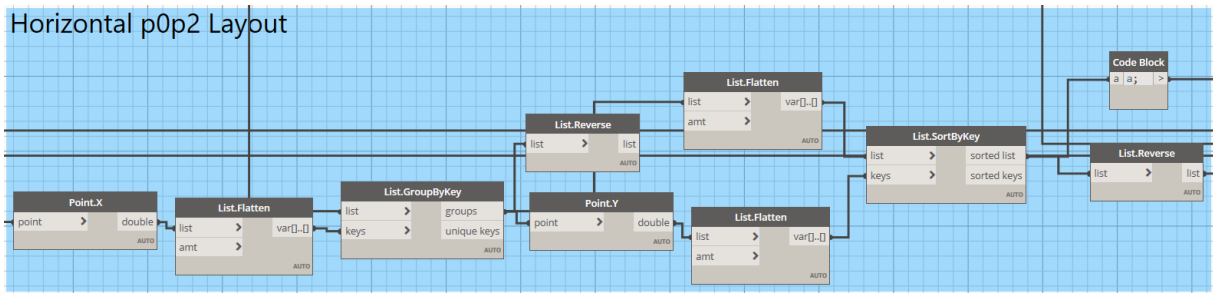 Horizontal p0p2 Layout
Point.X
point > double
AUTO
List.Flatten
list > var[]..[]
amt >
AUTO
List.GroupByKey
list > groups
keys > unique keys
AUTO
List.Reverse
list > list
AUTO
Point.Y
point > double
AUTO
List.Flatten
list > var[]..[]
amt >
AUTO
List.Flatten
list > var[]..[]
amt >
AUTO
List.SortByKey
list > sorted list
keys > sorted keys
AUTO
Code Block
a a; >
List.Reverse
list > list
AUTO